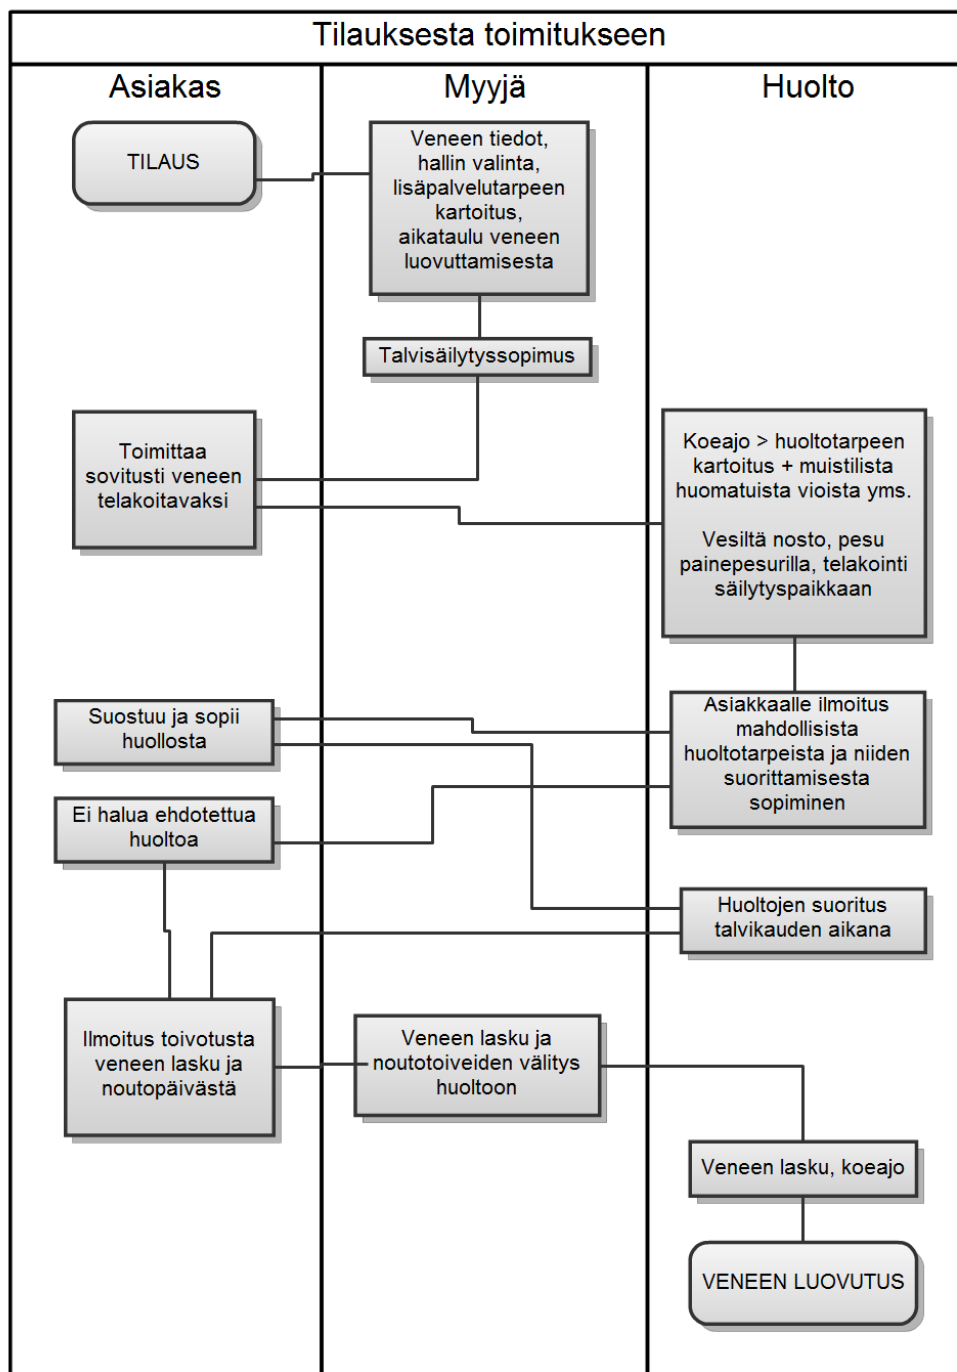 Tilauksesta toimitukseen
Asiakas
Myyjä
Huolto
TILAUS
Veneen tiedot,
hallin valinta,
lisäpalvelutarpeen
kartoitus,
aikataulu veneen
luovuttamisesta
Talvisäilytyssopimus
Toimittaa
sovitusti veneen
telakoitavaksi
Koeajo > huoltotarpeen
kartoitus + muistilista
huomatuista vioista yms.
Vesiltä nosto, pesu
painepesurilla, telakointi
säilytyspaikkaan
Suostuu ja sopii
huollosta
Asiakkaalle ilmoitus
mahdollisista
huoltotarpeista ja niiden
suorittamisesta
sopiminen
Ei halua ehdotettua
huoltoa
Huoltojen suoritus
talvikauden aikana
Ilmoitus toivotusta
veneen lasku ja
noutopäivästä
Veneen lasku ja
noutotoiveiden välitys
huoltoon
Veneen lasku, koeajo
VENEEN LUOVUTUS